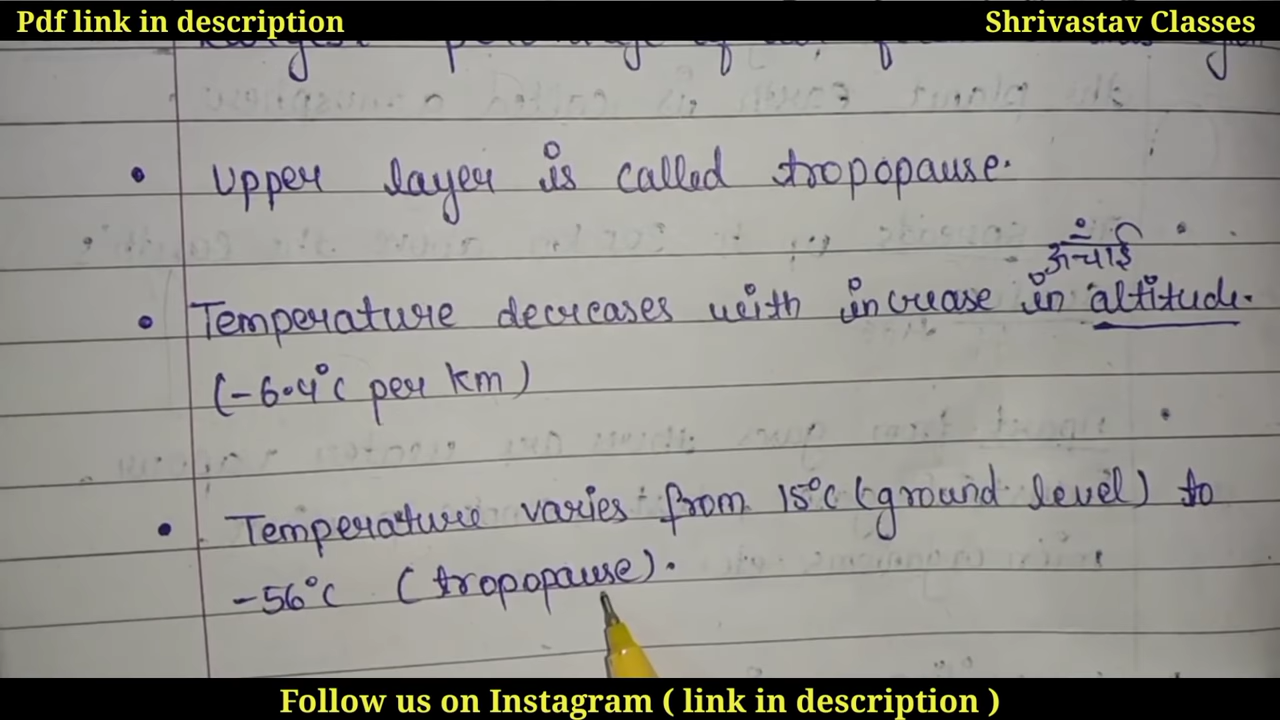 Pdf link in description
Shrivastav Classes
Upper layer is called tropopause.
ऊँचाई
Temperature decreases with increase in altitude.
(-6.4°C per km)
Temperature varies from 15°C (ground level) to
-56°C (tropopause).
Follow us on Instagram ( link in description )